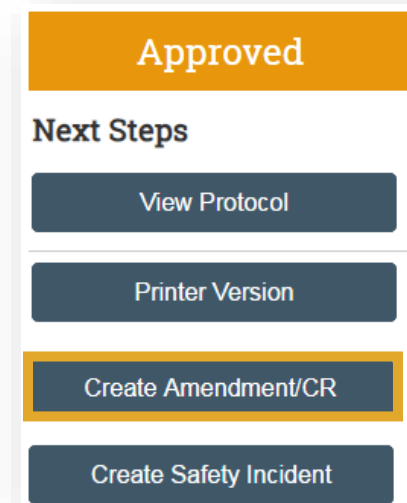 Approved
Next Steps
View Protocol
Printer Version
Create Amendment/CR
Create Safety Incident